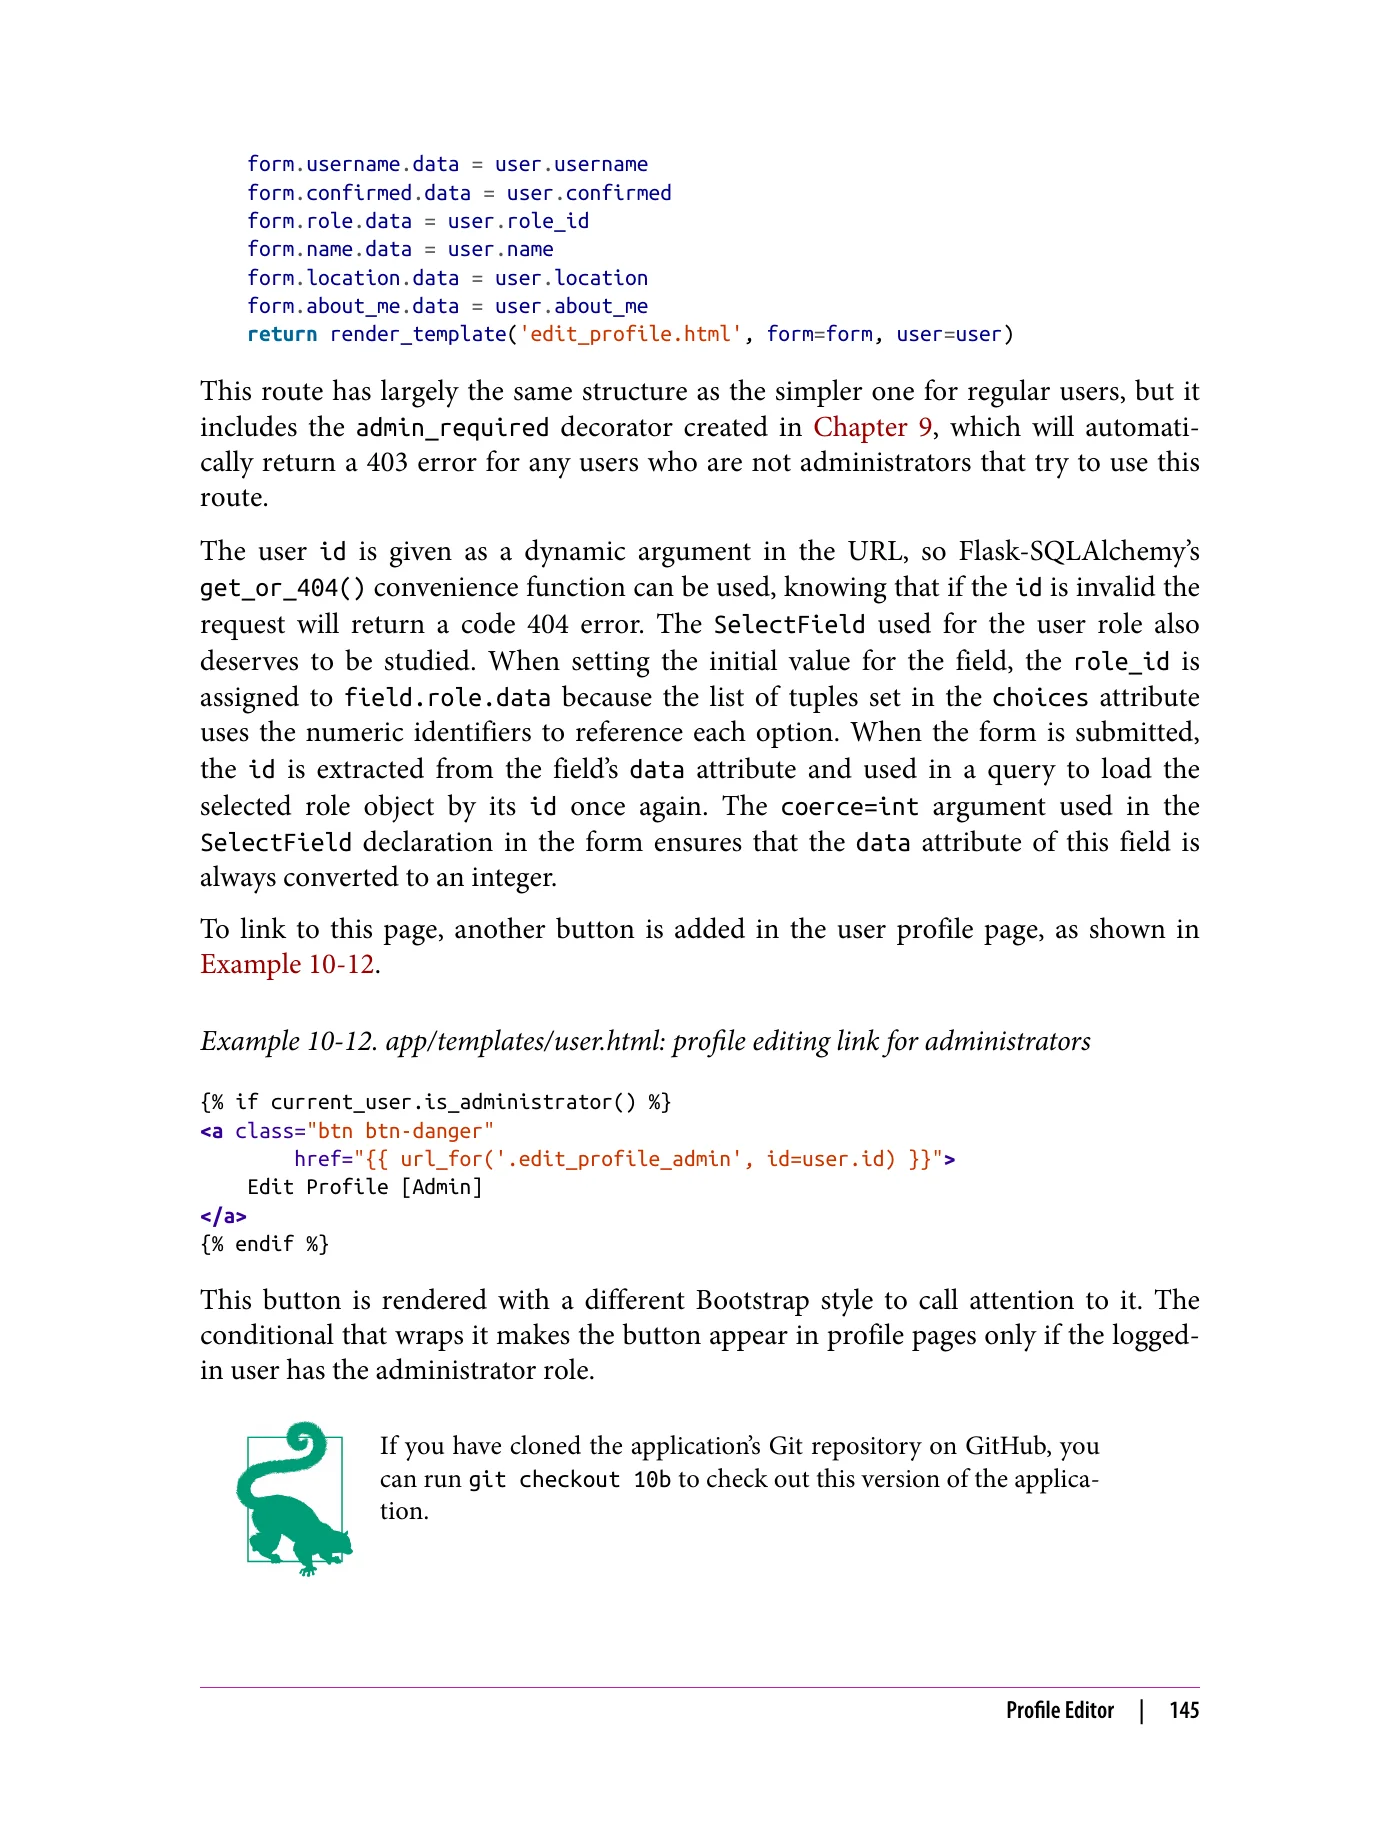 form.username.data = user.username
form.confirmed.data = user.confirmed
form.role.data = user.role_id
form.name.data = user.name
form.location.data = user.location
form.about_me.data = user.about_me
return render_template('edit_profile.html', form=form, user=user)
This route has largely the same structure as the simpler one for regular users, but it
includes the admin_required decorator created in Chapter 9, which will automati-
cally return a 403 error for any users who are not administrators that try to use this
route.
The user id is given as a dynamic argument in the URL, so Flask-SQLAlchemy’s
get_or_404() convenience function can be used, knowing that if the id is invalid the
request will return a code 404 error. The SelectField used for the user role also
deserves to be studied. When setting the initial value for the field, the role_id is
assigned to field.role.data because the list of tuples set in the choices attribute
uses the numeric identifiers to reference each option. When the form is submitted,
the id is extracted from the field’s data attribute and used in a query to load the
selected role object by its id once again. The coerce=int argument used in the
SelectField declaration in the form ensures that the data attribute of this field is
always converted to an integer.
To link to this page, another button is added in the user profile page, as shown in
Example 10-12.
Example 10-12. app/templates/user.html: profile editing link for administrators
{% if current_user.is_administrator() %}
<a class="btn btn-danger"
        href="{{ url_for('.edit_profile_admin', id=user.id) }}">
    Edit Profile [Admin]
</a>
{% endif %}
This button is rendered with a different Bootstrap style to call attention to it. The
conditional that wraps it makes the button appear in profile pages only if the logged-
in user has the administrator role.
If you have cloned the application’s Git repository on GitHub, you
can run git checkout 10b to check out this version of the applica-
tion.
Profile Editor | 145